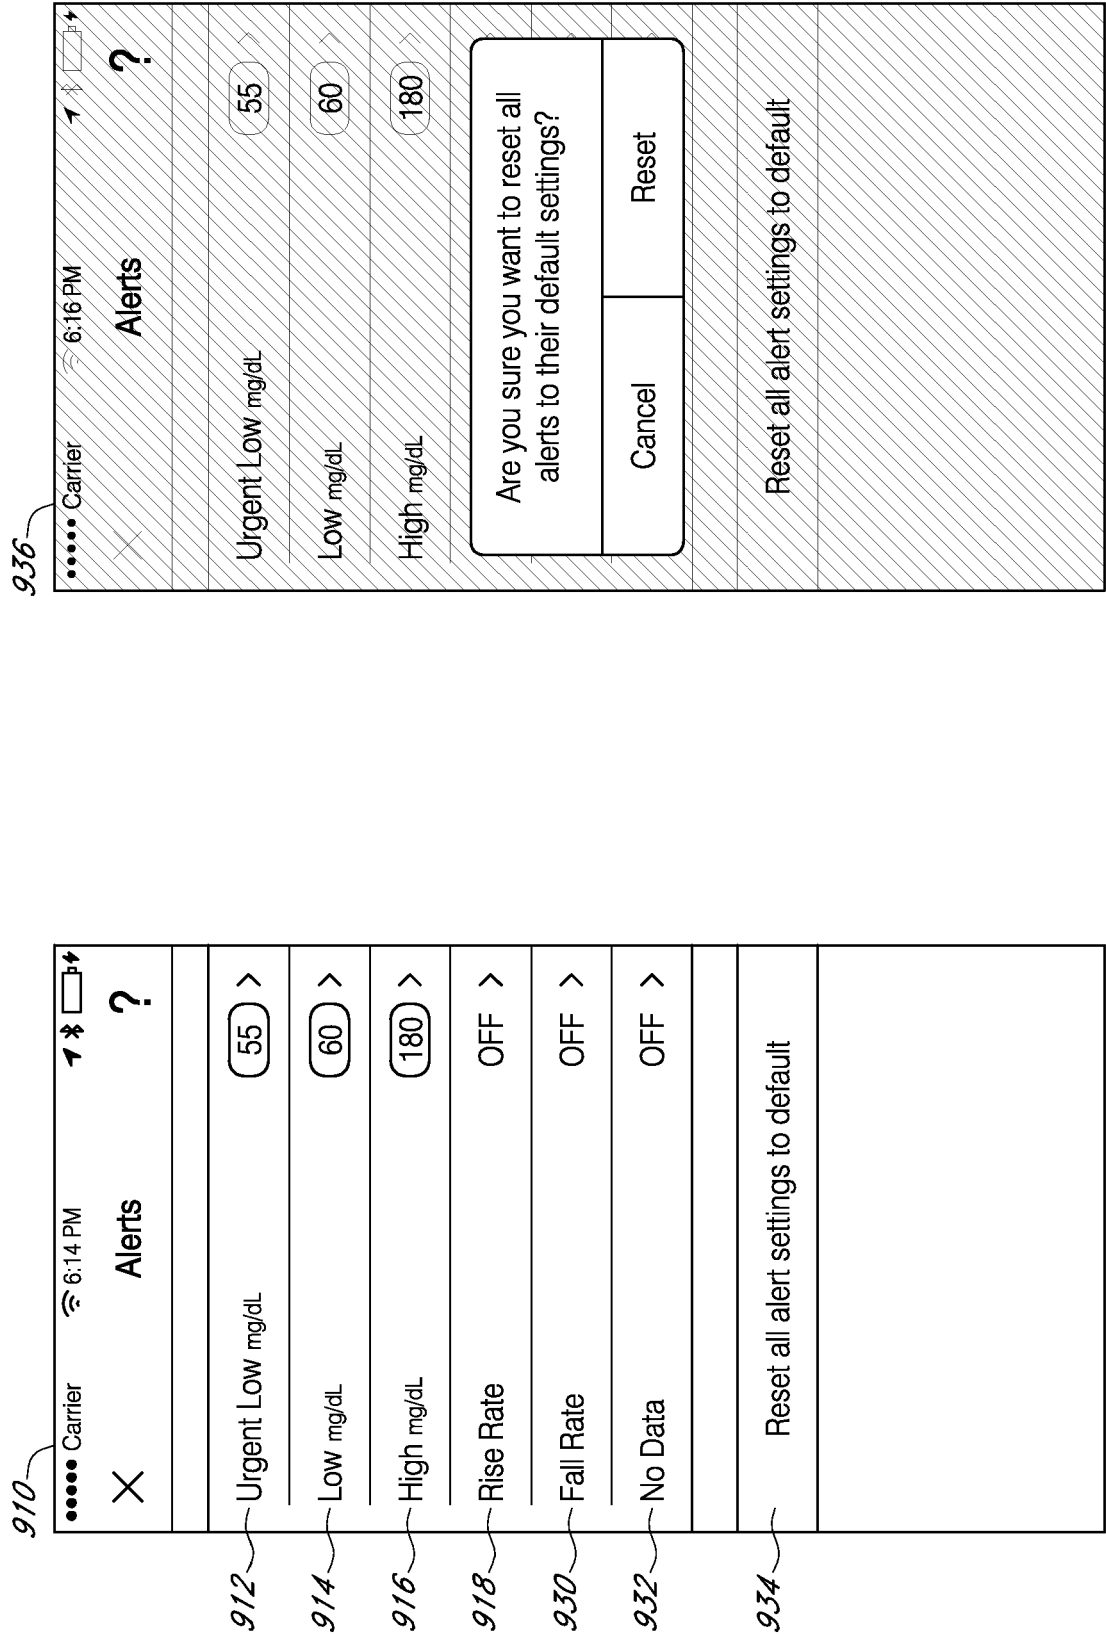 910
Carrier 6:14 PM
Alerts ?
912 Urgent Low mg/dL 55 >
914 Low mg/dL 60 >
916 High mg/dL 180 >
918 Rise Rate OFF >
930 Fall Rate OFF >
932 No Data OFF >
934 Reset all alert settings to default
936
Carrier 6:16 PM
Alerts ?
Urgent Low mg/dL 55 >
Low mg/dL 60 >
High mg/dL 180 >
Are you sure you want to reset all
alerts to their default settings?
Cancel Reset
Reset all alert settings to default